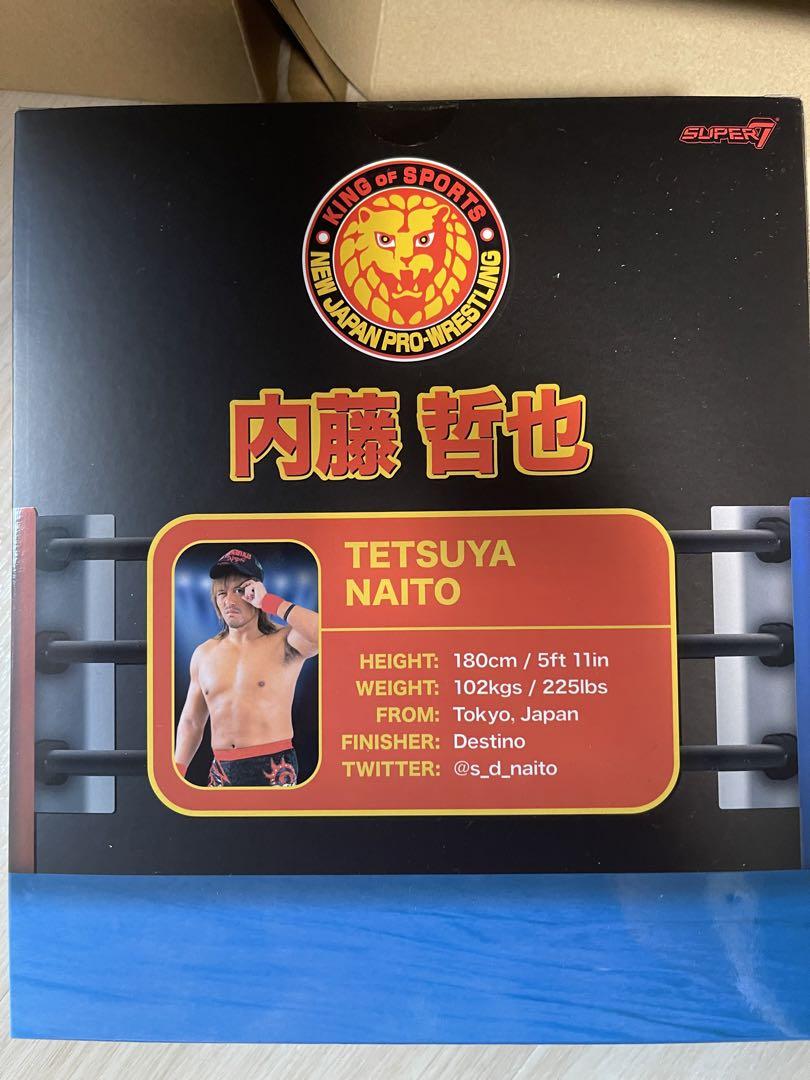 SUPER7
KING OF SPORTS
NEW JAPAN PRO-WRESTLING
内藤 哲也
TETSUYA
NAITO
HEIGHT: 180cm / 5ft 11in
WEIGHT: 102kgs / 225lbs
FROM: Tokyo, Japan
FINISHER: Destino
TWITTER: @s_d_naito